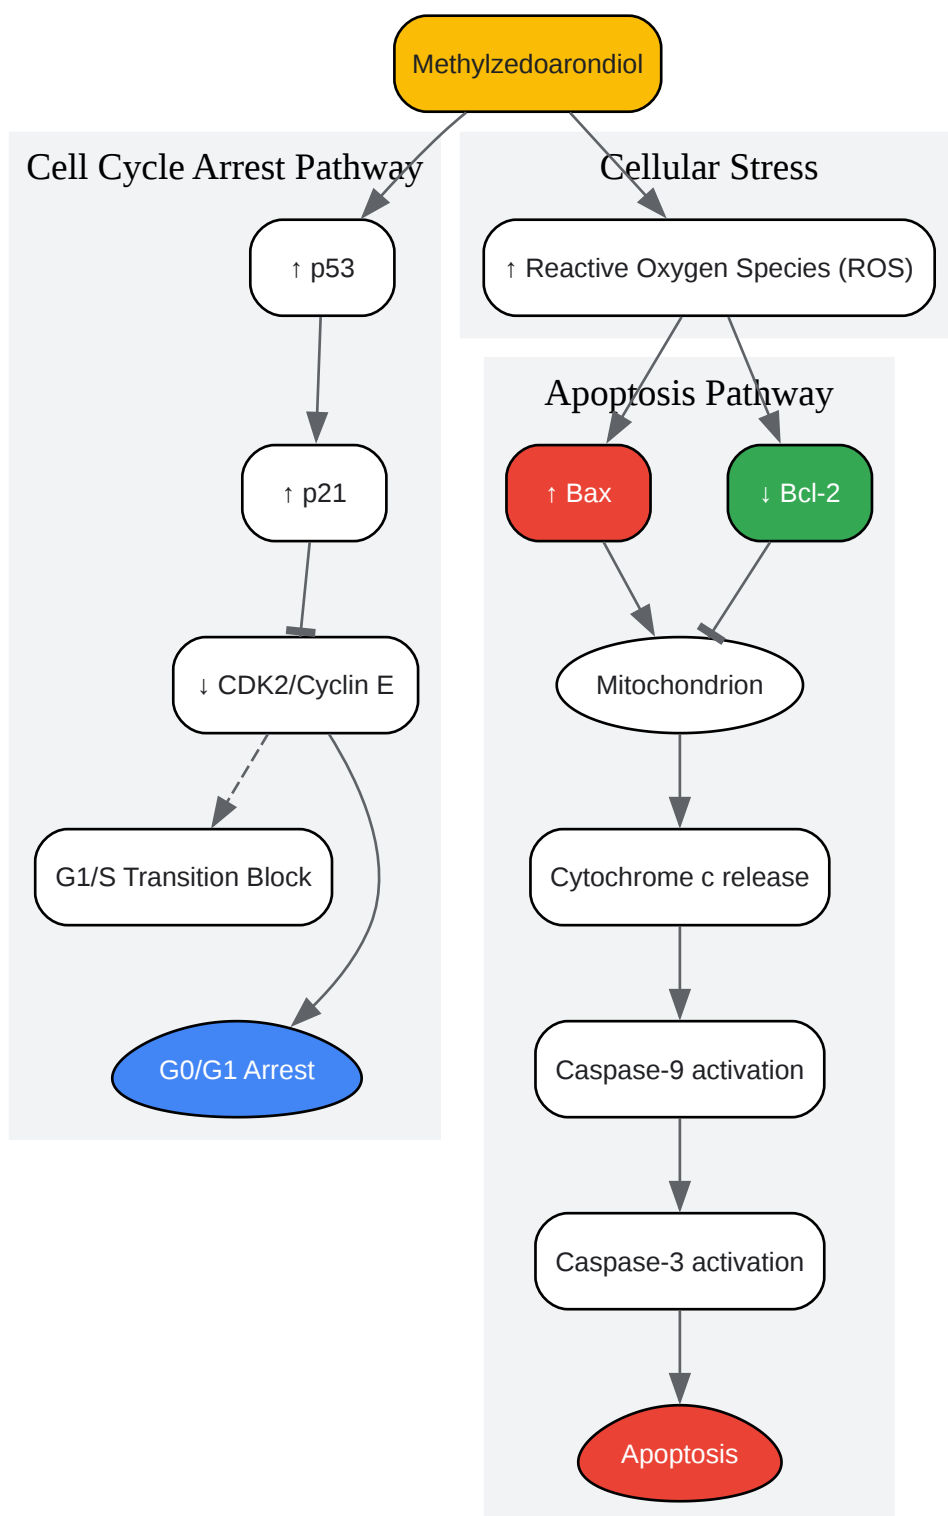 Methylzedoarondiol
Cell Cycle Arrest Pathway
Cellular Stress
↑ p53
↑ Reactive Oxygen Species (ROS)
Apoptosis Pathway
↑ p21
↑ Bax
↓ Bcl-2
↓ CDK2/Cyclin E
Mitochondrion
G1/S Transition Block
Cytochrome c release
G0/G1 Arrest
Caspase-9 activation
Caspase-3 activation
Apoptosis